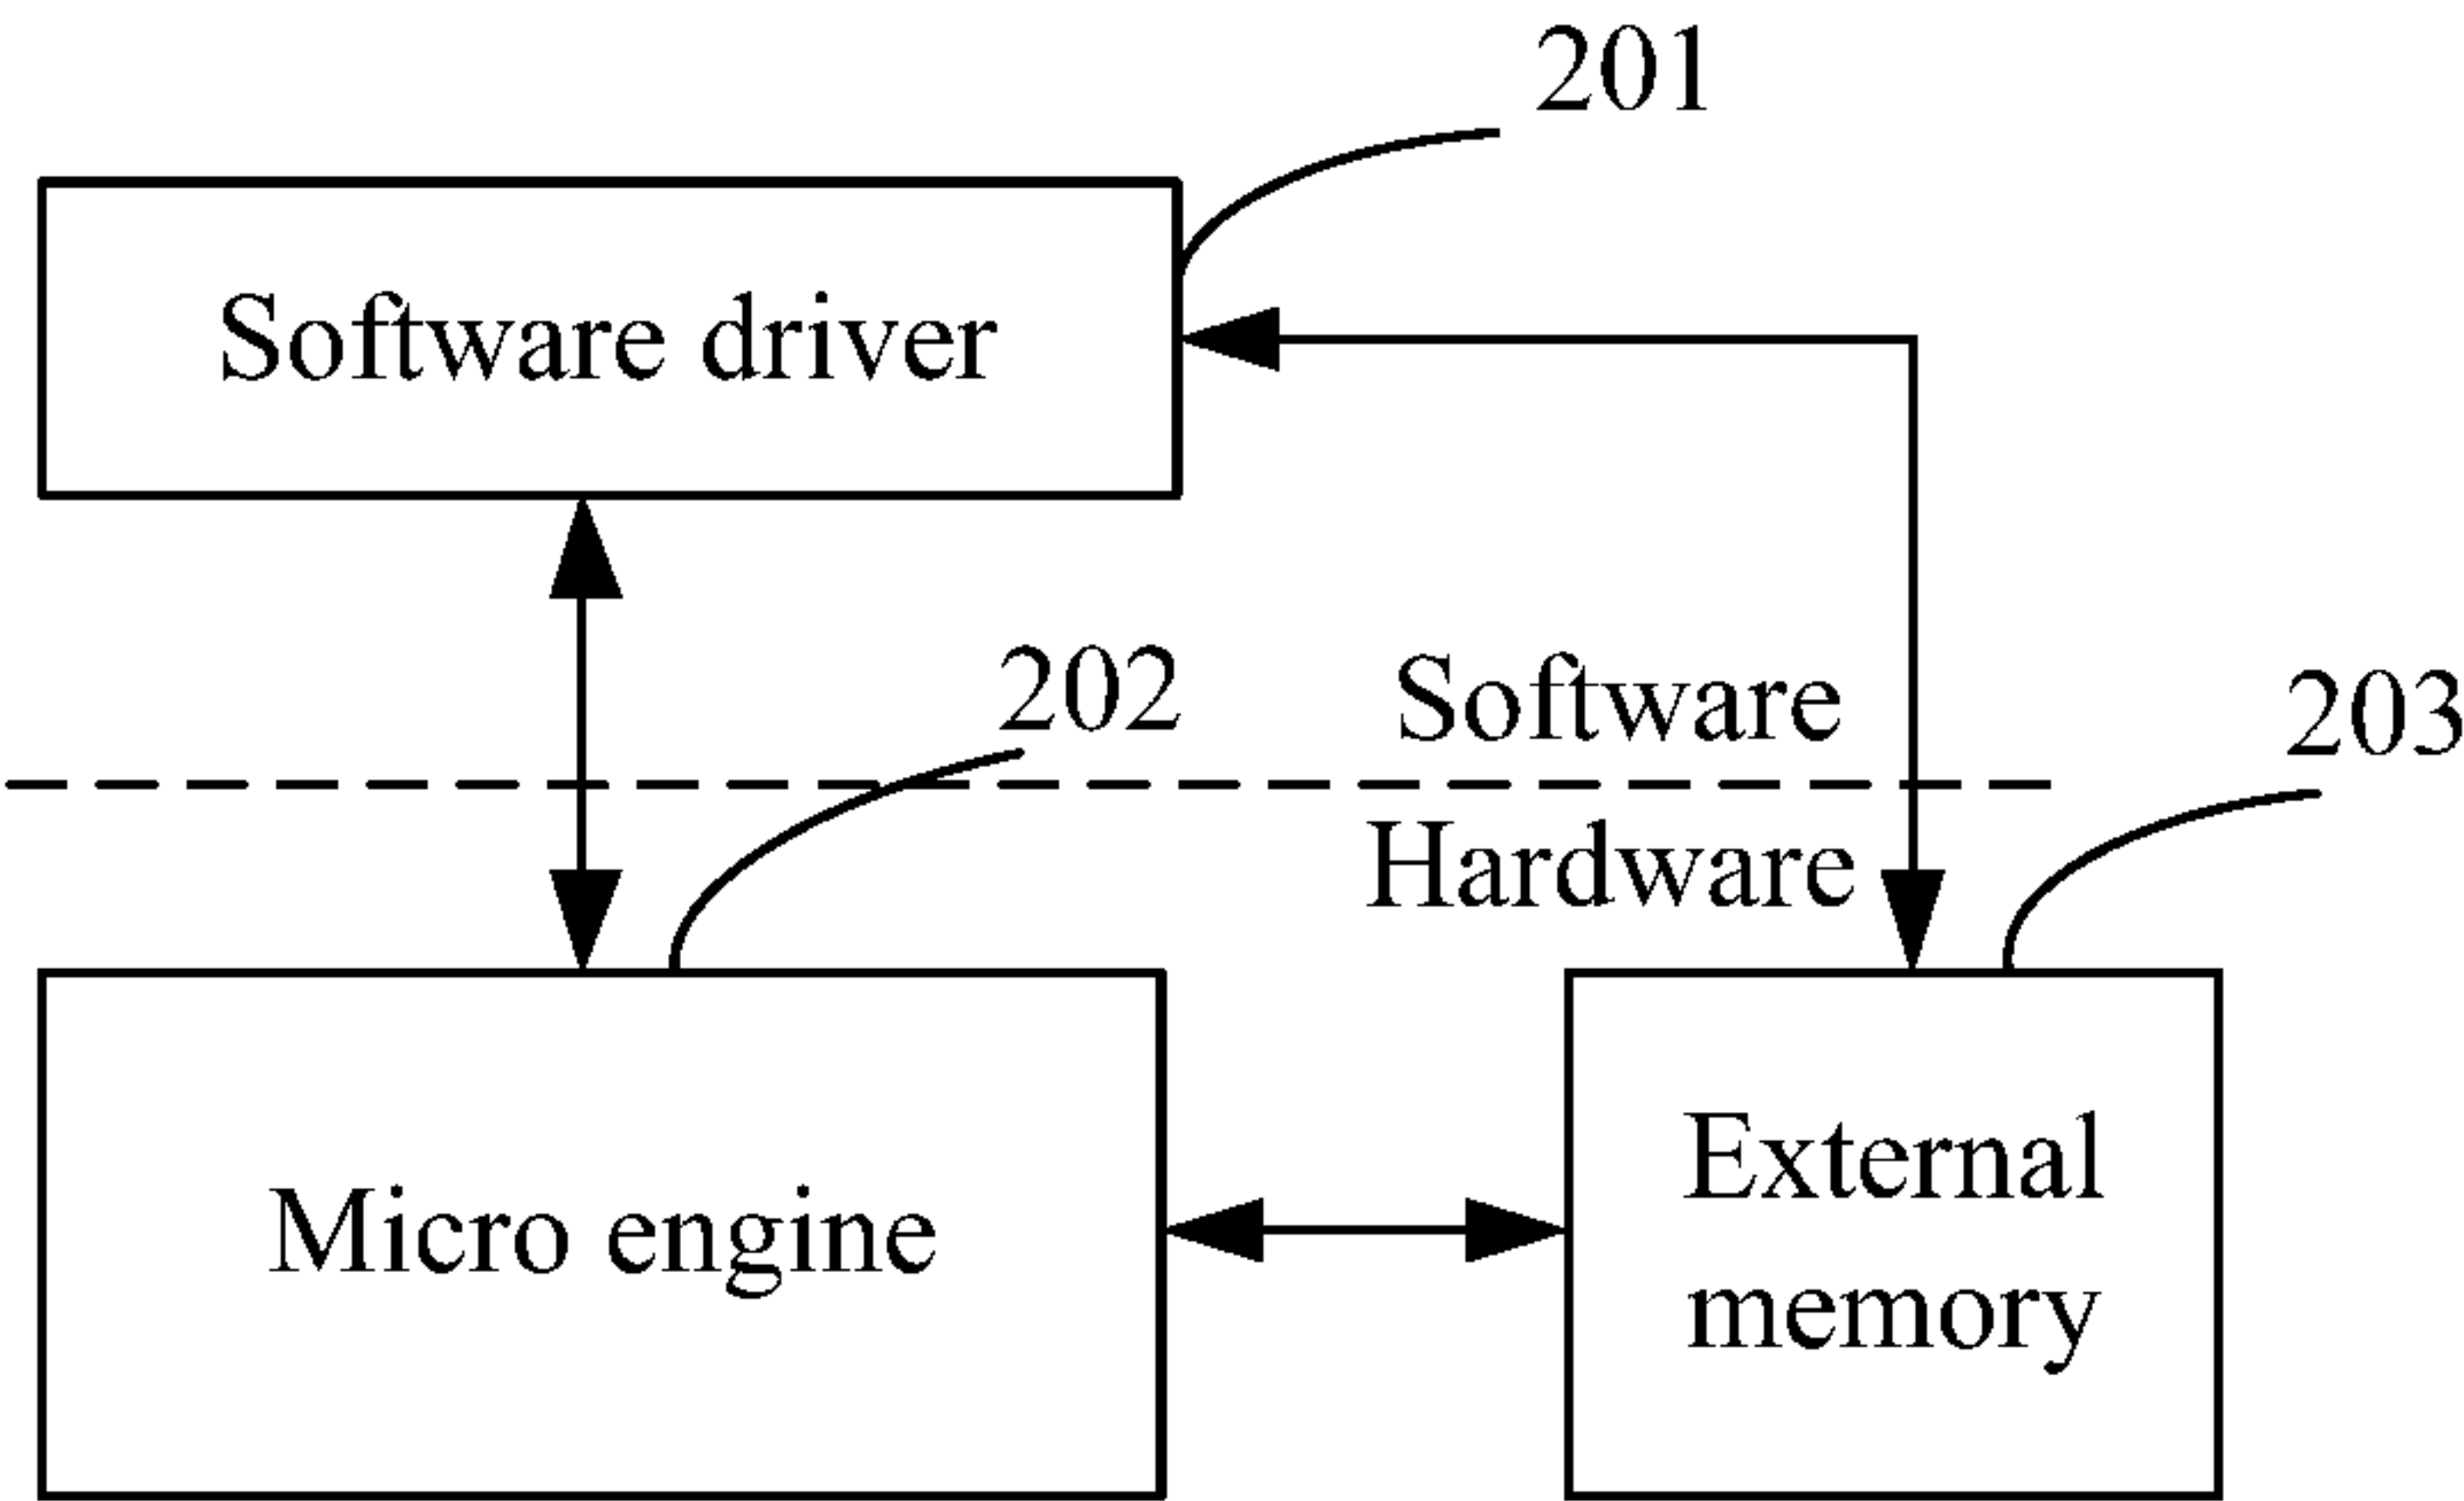 201
Software driver
202
Software
203
Hardware
Micro engine
External
memory